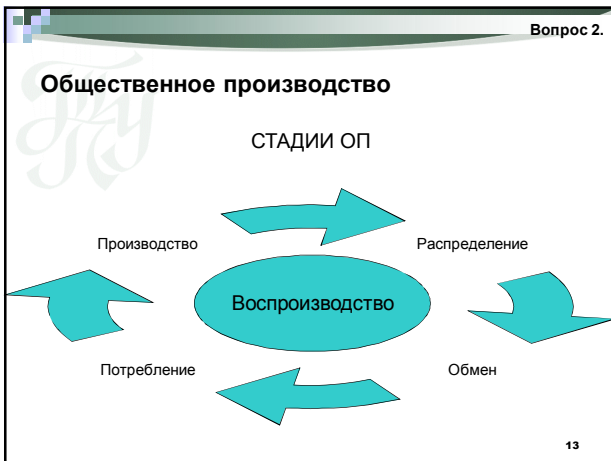 Вопрос 2.
Общественное производство
СТАДИИ ОП
Производство
Распределение
Воспроизводство
Потребление
Обмен
13